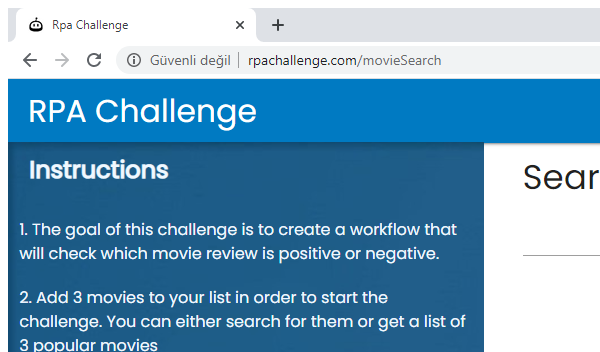 Rpa Challenge
Güvenli değil | rpachallenge.com/movieSearch
RPA Challenge
Instructions
Sear
1. The goal of this challenge is to create a workflow that
will check which movie review is positive or negative.
2. Add 3 movies to your list in order to start the
challenge. You can either search for them or get a list of
3 popular movies